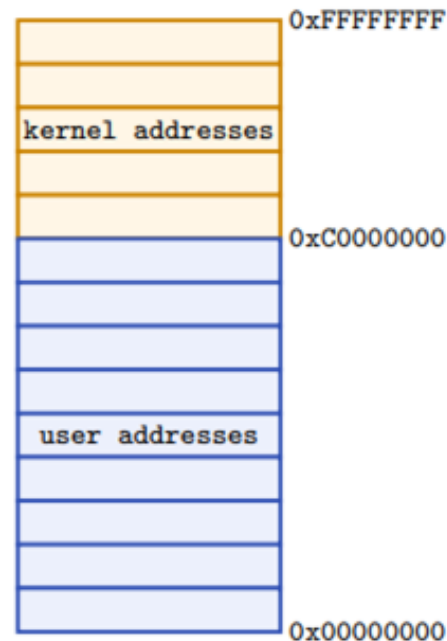 0xFFFFFFFF
kernel addresses
0xC0000000
user addresses
0x00000000